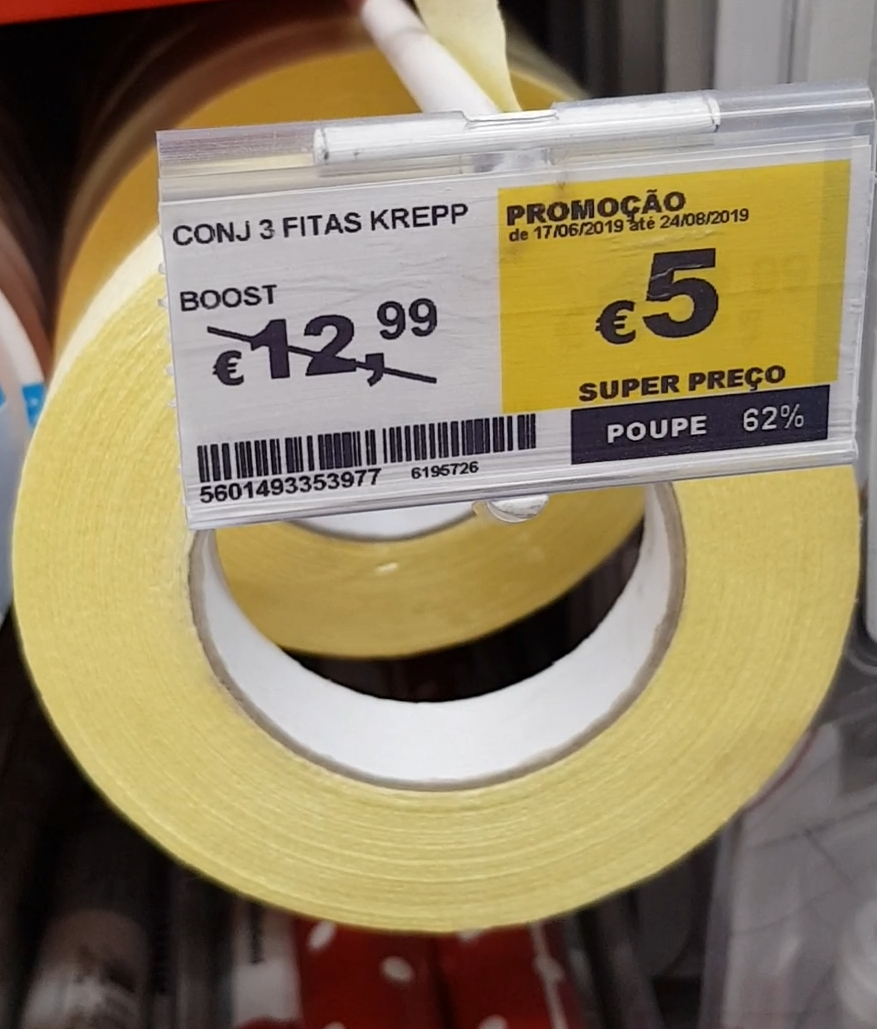 CONJ 3 FITAS KREPP
BOOST
€12,99
5601493353977 6195726
PROMOÇÃO
de 17/06/2019 até 24/08/2019
€5
SUPER PREÇO
POUPE 62%